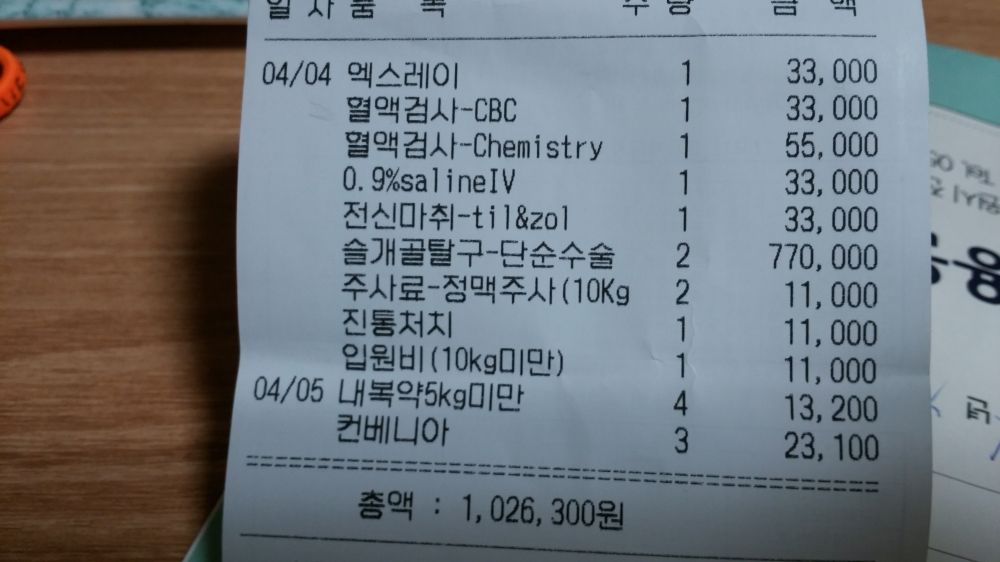 일 자 품 목 수 량 금 액
04/04 엑스레이 1 33,000
혈액검사-CBC 1 33,000
혈액검사-Chemistry 1 55,000
0.9%salineIV 1 33,000
전신마취-til&zol 1 33,000
슬개골탈구-단순수술 2 770,000
주사료-정맥주사(10Kg 2 11,000
진통처치 1 11,000
입원비(10kg미만) 1 11,000
04/05 내복약5kg미만 4 13,200
컨베니아 3 23,100
총액 : 1,026,300원